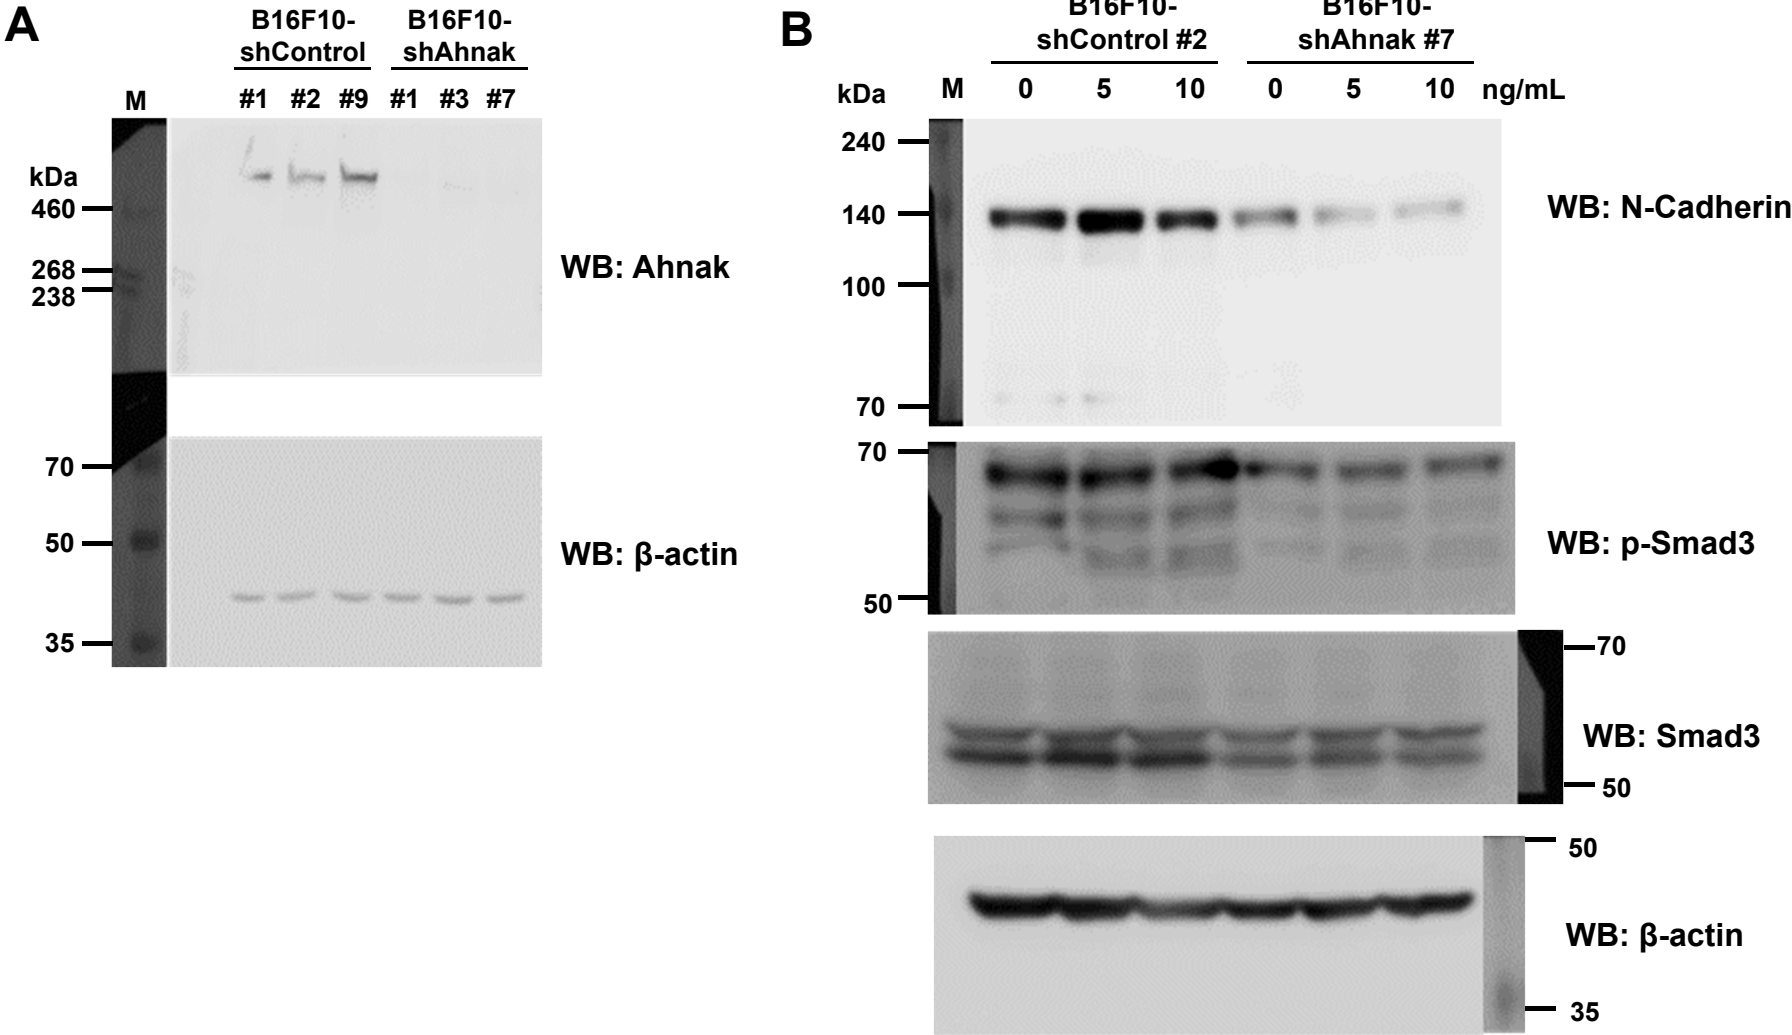 A
B16F10-
shControl
B16F10-
shAhnak
M
#1 #2 #9 #1 #3 #7
kDa
460
268
238
WB: Ahnak
70
50
35
WB: β-actin
B
B16F10-
shControl #2
B16F10-
shAhnak #7
kDa M 0 5 10 0 5 10 ng/mL
240
140
100
70
WB: N-Cadherin
70
50
WB: p-Smad3
70
50
WB: Smad3
50
35
WB: β-actin